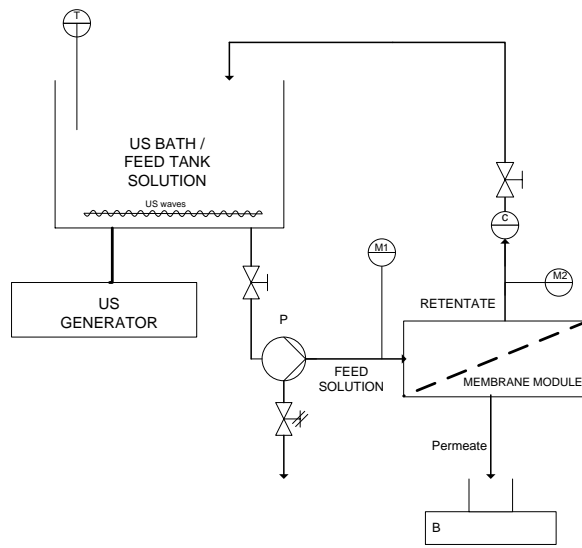 T
US BATH /
FEED TANK
SOLUTION
US waves
C
M1
M2
US
GENERATOR
P
RETENTATE
FEED
SOLUTION
MEMBRANE MODULE
Permeate
B